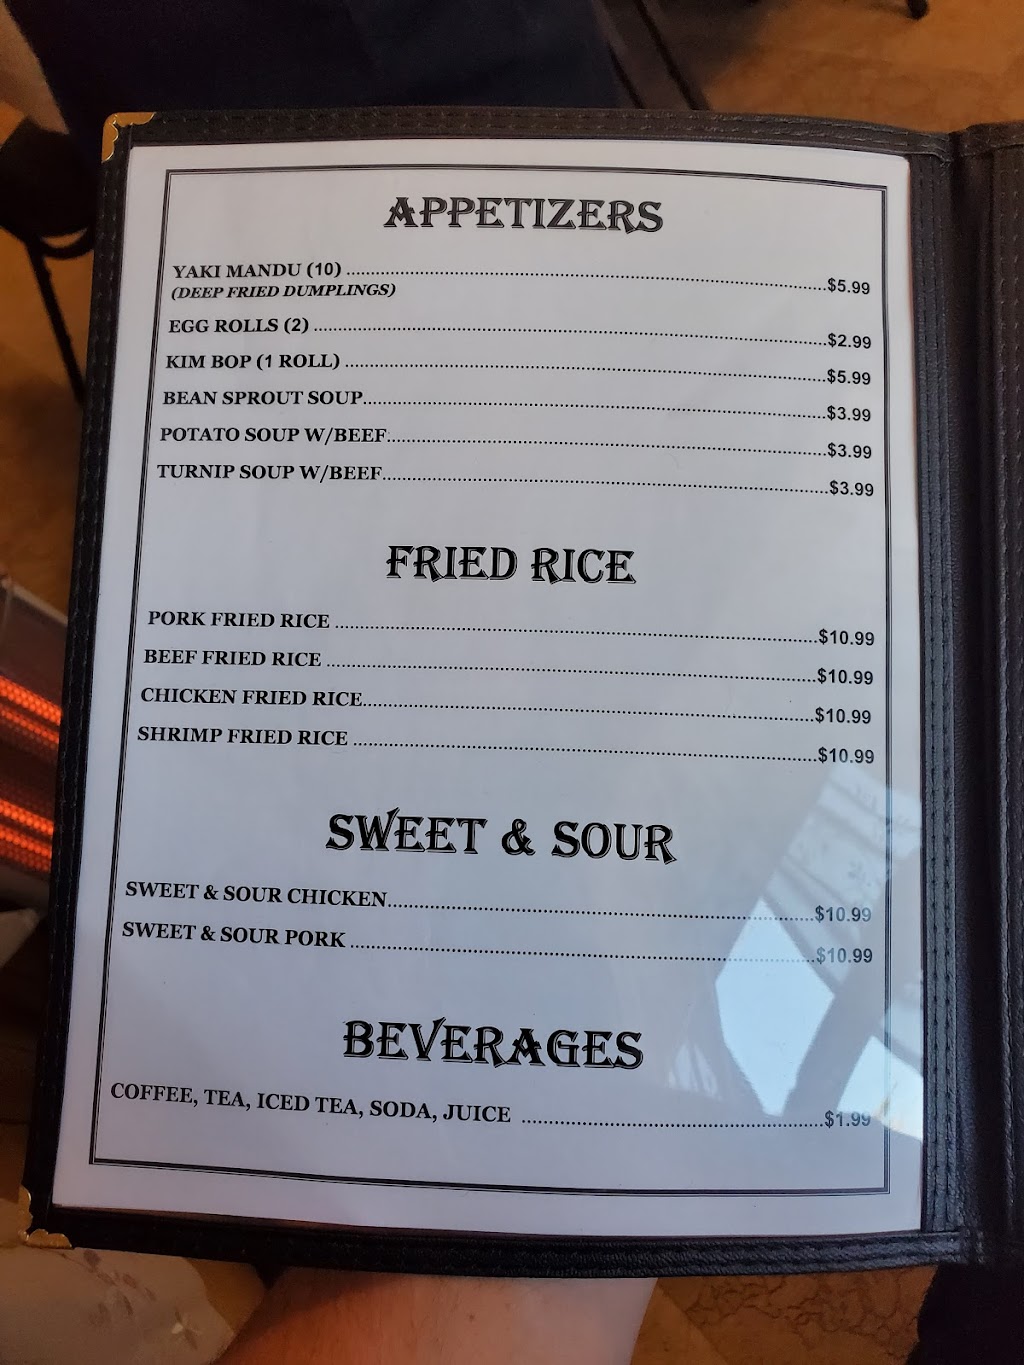 APPETIZERS
YAKI MANDU (10) ........ $5.99
(DEEP FRIED DUMPLINGS)
EGG ROLLS (2) ........ $2.99
KIM BOP (1 ROLL) ........ $5.99
BEAN SPROUT SOUP........ $3.99
POTATO SOUP W/BEEF........ $3.99
TURNIP SOUP W/BEEF........ $3.99
FRIED RICE
PORK FRIED RICE ........ $10.99
BEEF FRIED RICE ........ $10.99
CHICKEN FRIED RICE........ $10.99
SHRIMP FRIED RICE ........ $10.99
SWEET & SOUR
SWEET & SOUR CHICKEN........ $10.99
SWEET & SOUR PORK ........ $10.99
BEVERAGES
COFFEE, TEA, ICED TEA, SODA, JUICE ........ $1.99